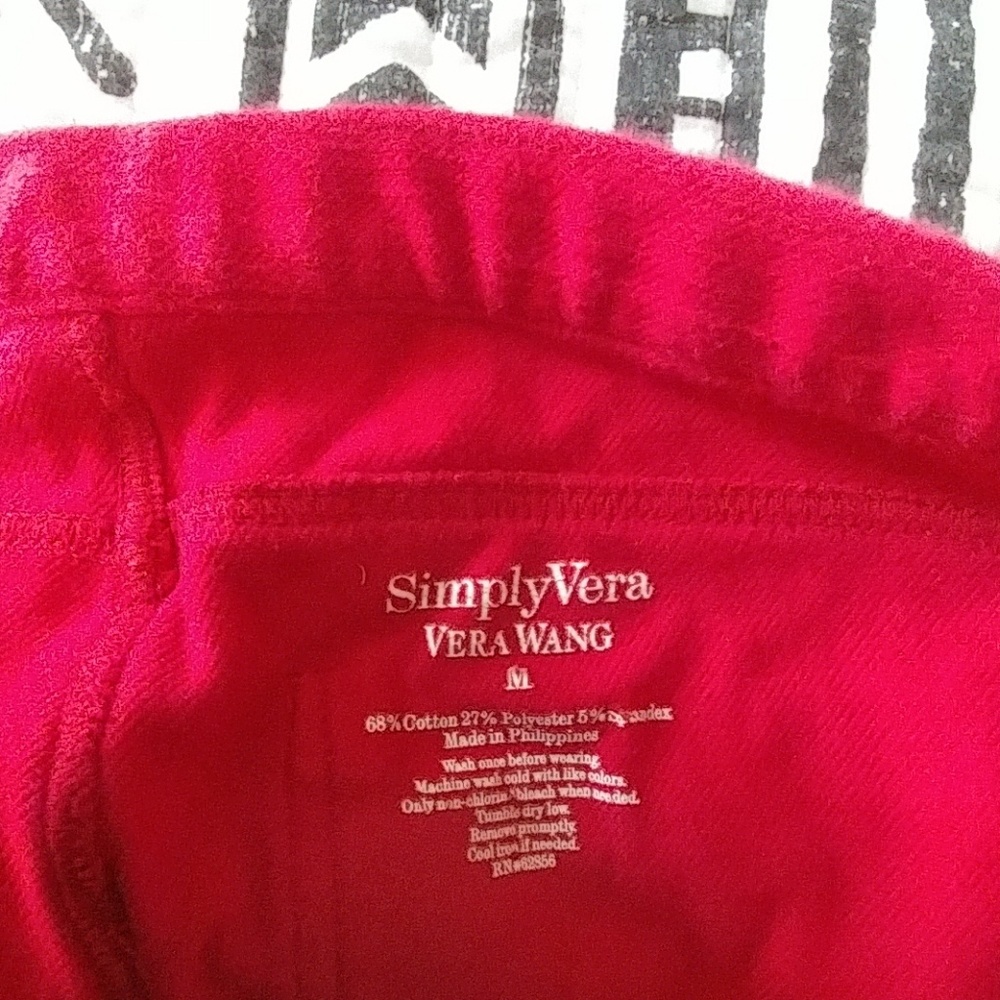 SimplyVera
VERA WANG
M
68% Cotton 27% Polyester 5% Spandex
Made in Philippines
Wash once before wearing.
Machine wash cold with like colors.
Only non-chlorine bleach when needed.
Tumble dry low.
Remove promptly.
Cool iron if needed.
RN#62856